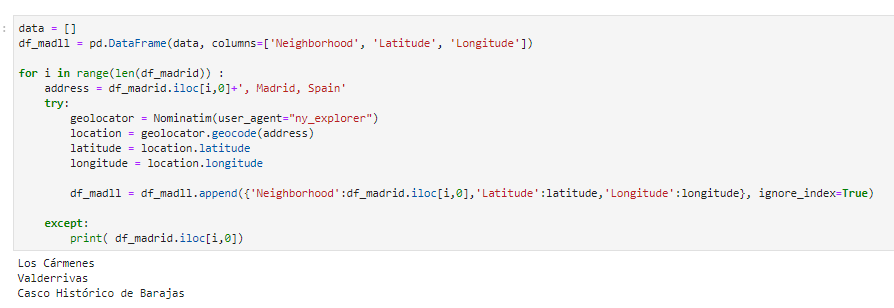 data = []
df_madll = pd.DataFrame(data, columns=['Neighborhood', 'Latitude', 'Longitude'])
for i in range(len(df_madrid)) :
address = df_madrid.iloc[i,0]+', Madrid, Spain'
try:
geolocator = Nominatim(user_agent="ny_explorer")
location = geolocator.geocode(address)
latitude = location.latitude
longitude = location.longitude
df_madll = df_madll.append({'Neighborhood':df_madrid.iloc[i,0],'Latitude':latitude,'Longitude':longitude}, ignore_index=True)
except:
print( df_madrid.iloc[i,0])
Los Cármenes
Valderrivas
Casco Histórico de Barajas